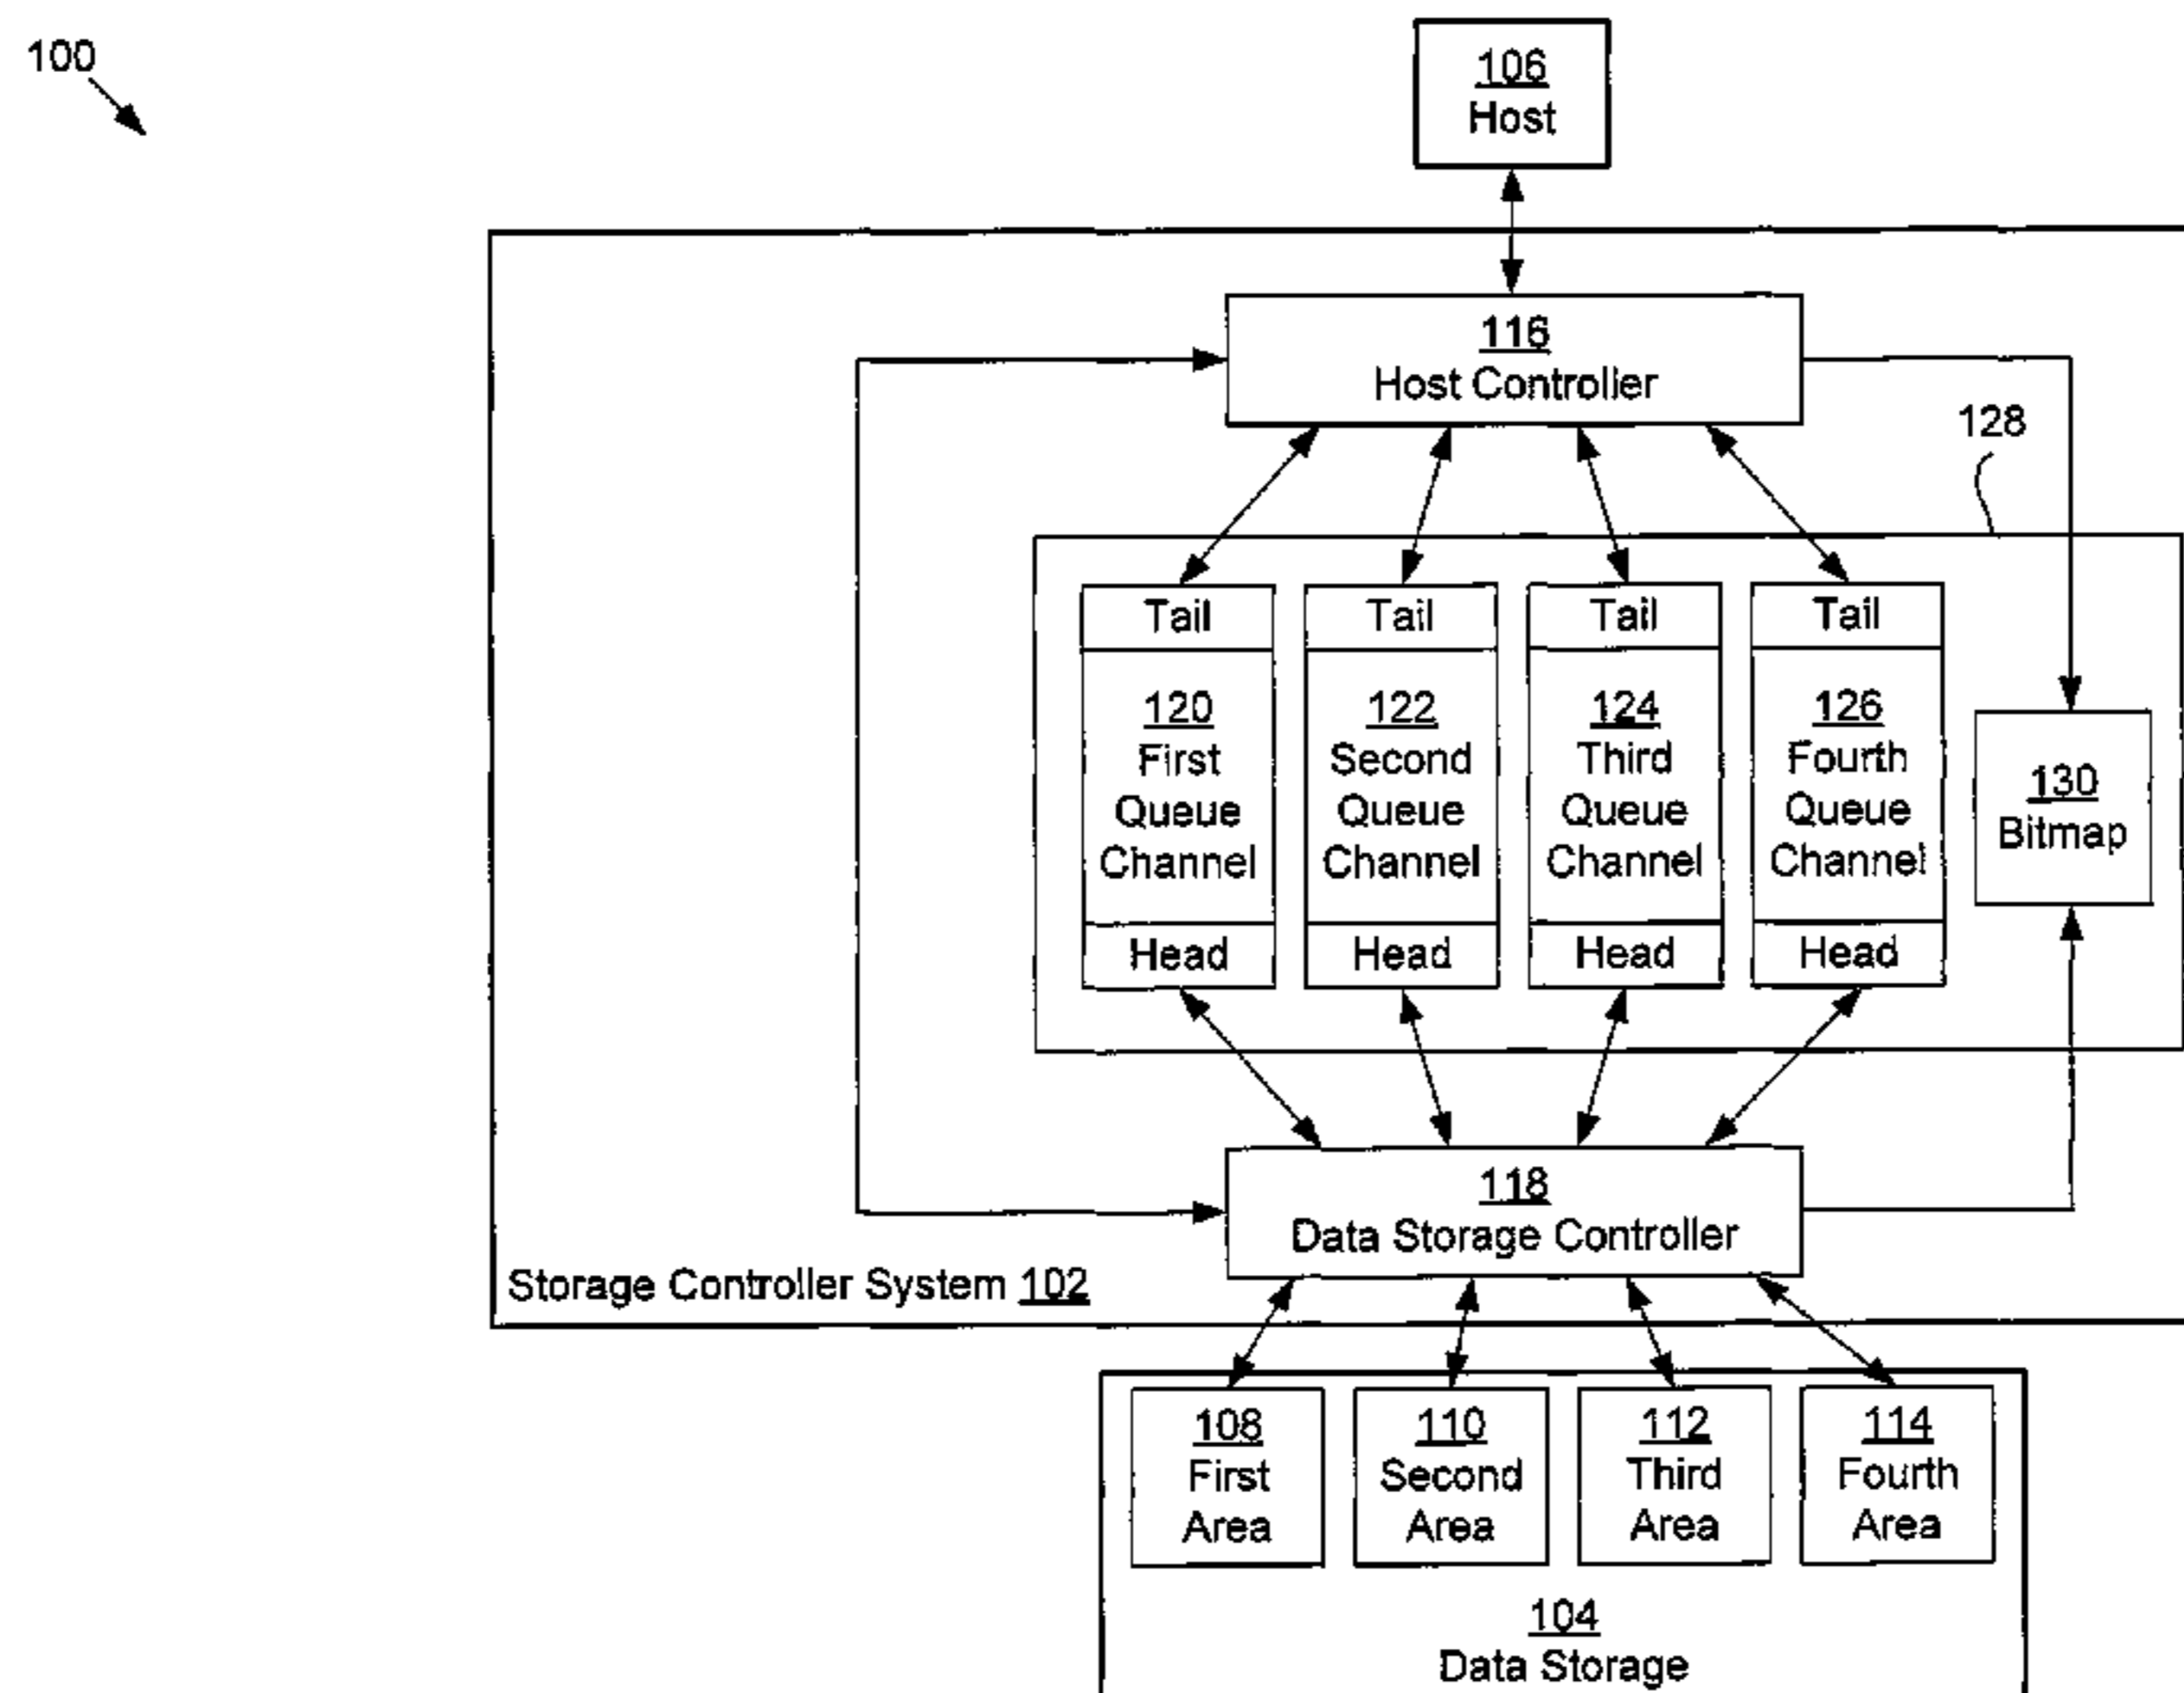 100
106
Host
116
Host Controller
128
Tail Tail Tail Tail
120 122 124 126
First Second Third Fourth
Queue Queue Queue Queue
Channel Channel Channel Channel
130
Bitmap
Head Head Head Head
118
Data Storage Controller
Storage Controller System 102
108 110 112 114
First Second Third Fourth
Area Area Area Area
104
Data Storage